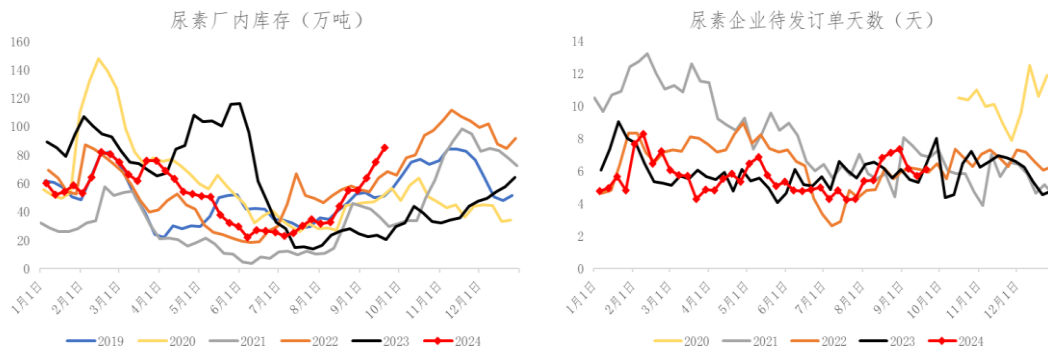 尿素厂内库存（万吨）
160
140
120
100
80
60
40
20
0
1月1日
2月1日
3月1日
4月1日
5月1日
6月1日
7月1日
8月1日
9月1日
10月1日
11月1日
12月1日
2019 2020 2021 2022 2023 2024
尿素企业待发订单天数（天）
14
12
10
8
6
4
2
0
1月1日
2月1日
3月1日
4月1日
5月1日
6月1日
7月1日
8月1日
9月1日
10月1日
11月1日
12月1日
2020 2021 2022 2023 2024